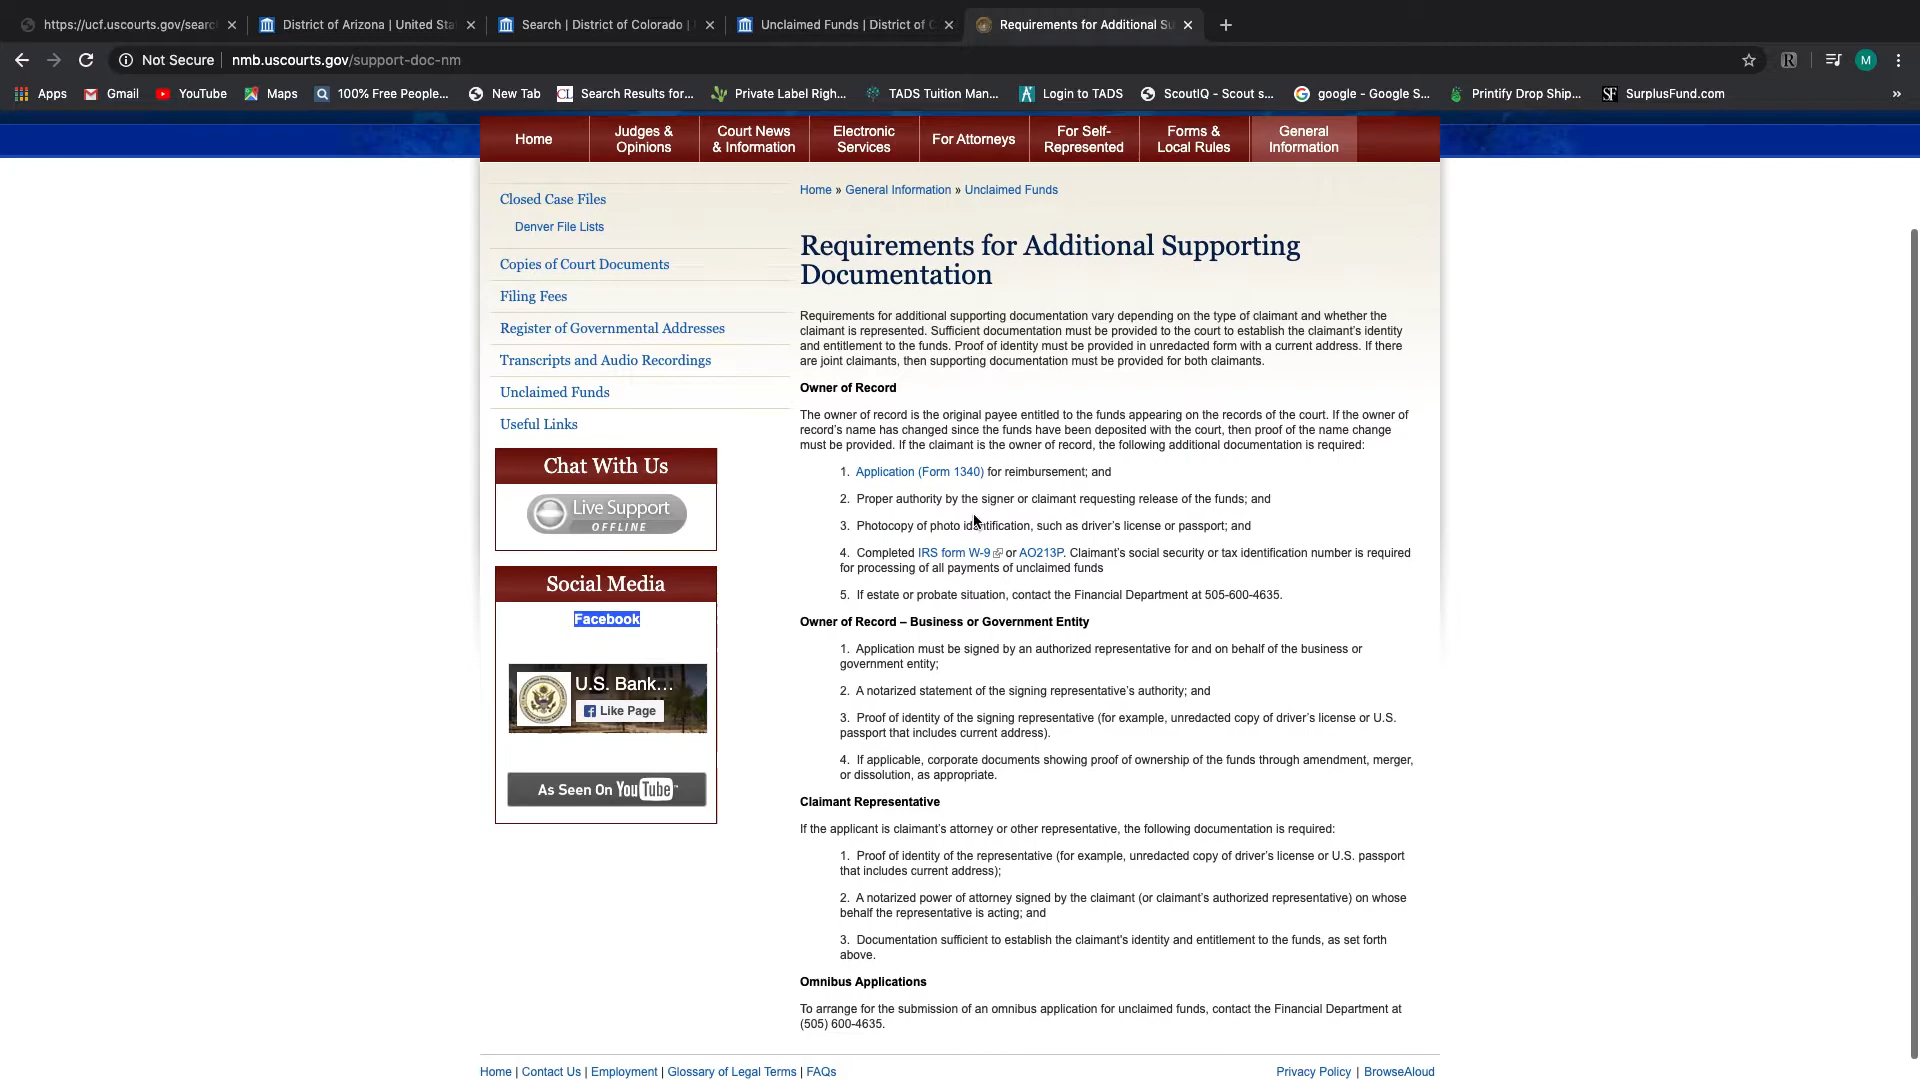 https://ucf.uscourts.gov/sear
District of Arizona | United Sta
Search | District of Colorado |
Unclaimed Funds | District of C
Requirements for Additional Su
Not Secure
nmb.uscourts.gov/support-doc-nm
R
M
Apps
Gmail
YouTube
Maps
100% Free People...
New Tab
CL
Search Results for...
Private Label Righ...
TADS Tuition Man...
Login to TADS
ScoutIQ - Scout s...
google - Google S...
Printify Drop Ship...
SF
SurplusFund.com
»
Home
Judges &
Opinions
Court News
& Information
Electronic
Services
For Attorneys
For Self-
Represented
Forms &
Local Rules
General
Information
Closed Case Files
Denver File Lists
Copies of Court Documents
Filing Fees
Register of Governmental Addresses
Transcripts and Audio Recordings
Unclaimed Funds
Useful Links
Chat With Us
Live Support
OFFLINE
Social Media
Facebook
U.S. Bank...
Like Page
As Seen On YouTube
Home » General Information » Unclaimed Funds
Requirements for Additional Supporting
Documentation
Requirements for additional supporting documentation vary depending on the type of claimant and whether the
claimant is represented. Sufficient documentation must be provided to the court to establish the claimant's identity
and entitlement to the funds. Proof of identity must be provided in unredacted form with a current address. If there
are joint claimants, then supporting documentation must be provided for both claimants.
Owner of Record
The owner of record is the original payee entitled to the funds appearing on the records of the court. If the owner of
record's name has changed since the funds have been deposited with the court, then proof of the name change
must be provided. If the claimant is the owner of record, the following additional documentation is required:
1. Application (Form 1340) for reimbursement; and
2. Proper authority by the signer or claimant requesting release of the funds; and
3. Photocopy of photo identification, such as driver's license or passport; and
4. Completed IRS form W-9 or AO213P. Claimant's social security or tax identification number is required
for processing of all payments of unclaimed funds
5. If estate or probate situation, contact the Financial Department at 505-600-4635.
Owner of Record – Business or Government Entity
1. Application must be signed by an authorized representative for and on behalf of the business or
government entity;
2. A notarized statement of the signing representative's authority; and
3. Proof of identity of the signing representative (for example, unredacted copy of driver's license or U.S.
passport that includes current address).
4. If applicable, corporate documents showing proof of ownership of the funds through amendment, merger,
or dissolution, as appropriate.
Claimant Representative
If the applicant is claimant's attorney or other representative, the following documentation is required:
1. Proof of identity of the representative (for example, unredacted copy of driver's license or U.S. passport
that includes current address);
2. A notarized power of attorney signed by the claimant (or claimant's authorized representative) on whose
behalf the representative is acting; and
3. Documentation sufficient to establish the claimant's identity and entitlement to the funds, as set forth
above.
Omnibus Applications
To arrange for the submission of an omnibus application for unclaimed funds, contact the Financial Department at
(505) 600-4635.
Home | Contact Us | Employment | Glossary of Legal Terms | FAQs
Privacy Policy | BrowseAloud